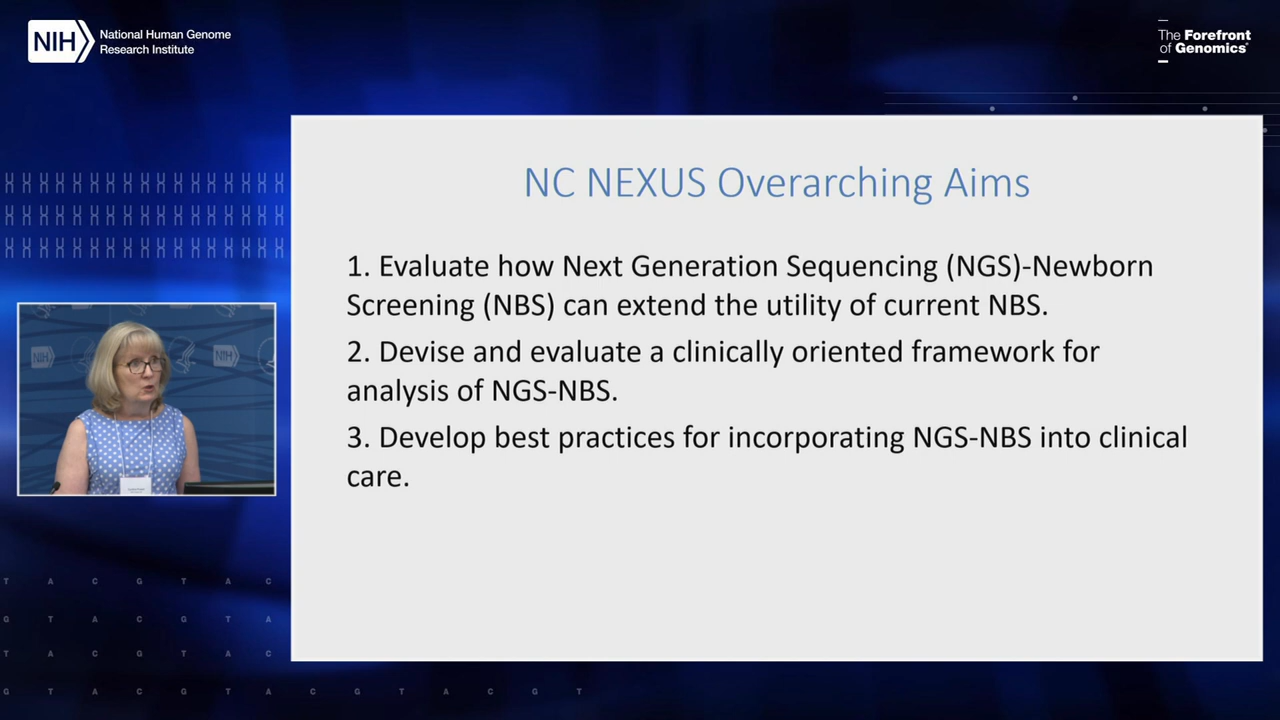 NIH
National Human Genome
Research Institute
The Forefront
of Genomics®
NC NEXUS Overarching Aims
1. Evaluate how Next Generation Sequencing (NGS)-Newborn
Screening (NBS) can extend the utility of current NBS.
2. Devise and evaluate a clinically oriented framework for
analysis of NGS-NBS.
3. Develop best practices for incorporating NGS-NBS into clinical
care.
NIH
NIH
T A C G T A C
G T A C G T A
T A C G T A C
G T A C G T A C G T A C G T